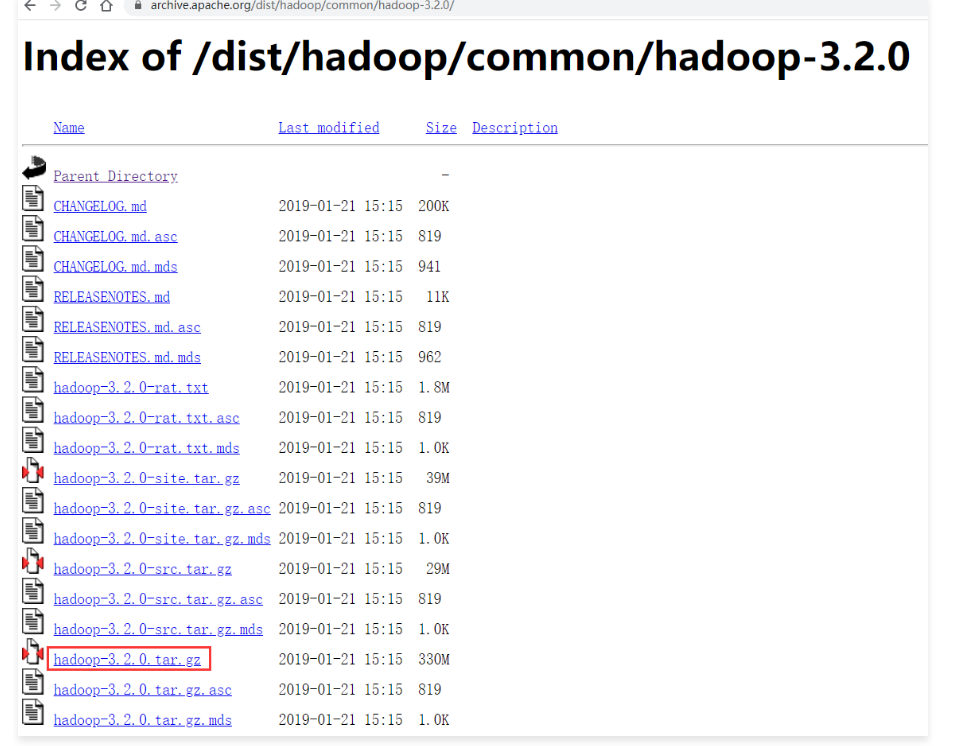 archive.apache.org/dist/hadoop/common/hadoop-3.2.0/
Index of /dist/hadoop/common/hadoop-3.2.0
Name Last modified Size Description
Parent Directory -
CHANGELOG.md 2019-01-21 15:15 200K
CHANGELOG.md.asc 2019-01-21 15:15 819
CHANGELOG.md.mds 2019-01-21 15:15 941
RELEASENOTES.md 2019-01-21 15:15 11K
RELEASENOTES.md.asc 2019-01-21 15:15 819
RELEASENOTES.md.mds 2019-01-21 15:15 962
hadoop-3.2.0-rat.txt 2019-01-21 15:15 1.8M
hadoop-3.2.0-rat.txt.asc 2019-01-21 15:15 819
hadoop-3.2.0-rat.txt.mds 2019-01-21 15:15 1.0K
hadoop-3.2.0-site.tar.gz 2019-01-21 15:15 39M
hadoop-3.2.0-site.tar.gz.asc 2019-01-21 15:15 819
hadoop-3.2.0-site.tar.gz.mds 2019-01-21 15:15 1.0K
hadoop-3.2.0-src.tar.gz 2019-01-21 15:15 29M
hadoop-3.2.0-src.tar.gz.asc 2019-01-21 15:15 819
hadoop-3.2.0-src.tar.gz.mds 2019-01-21 15:15 1.0K
hadoop-3.2.0.tar.gz 2019-01-21 15:15 330M
hadoop-3.2.0.tar.gz.asc 2019-01-21 15:15 819
hadoop-3.2.0.tar.gz.mds 2019-01-21 15:15 1.0K